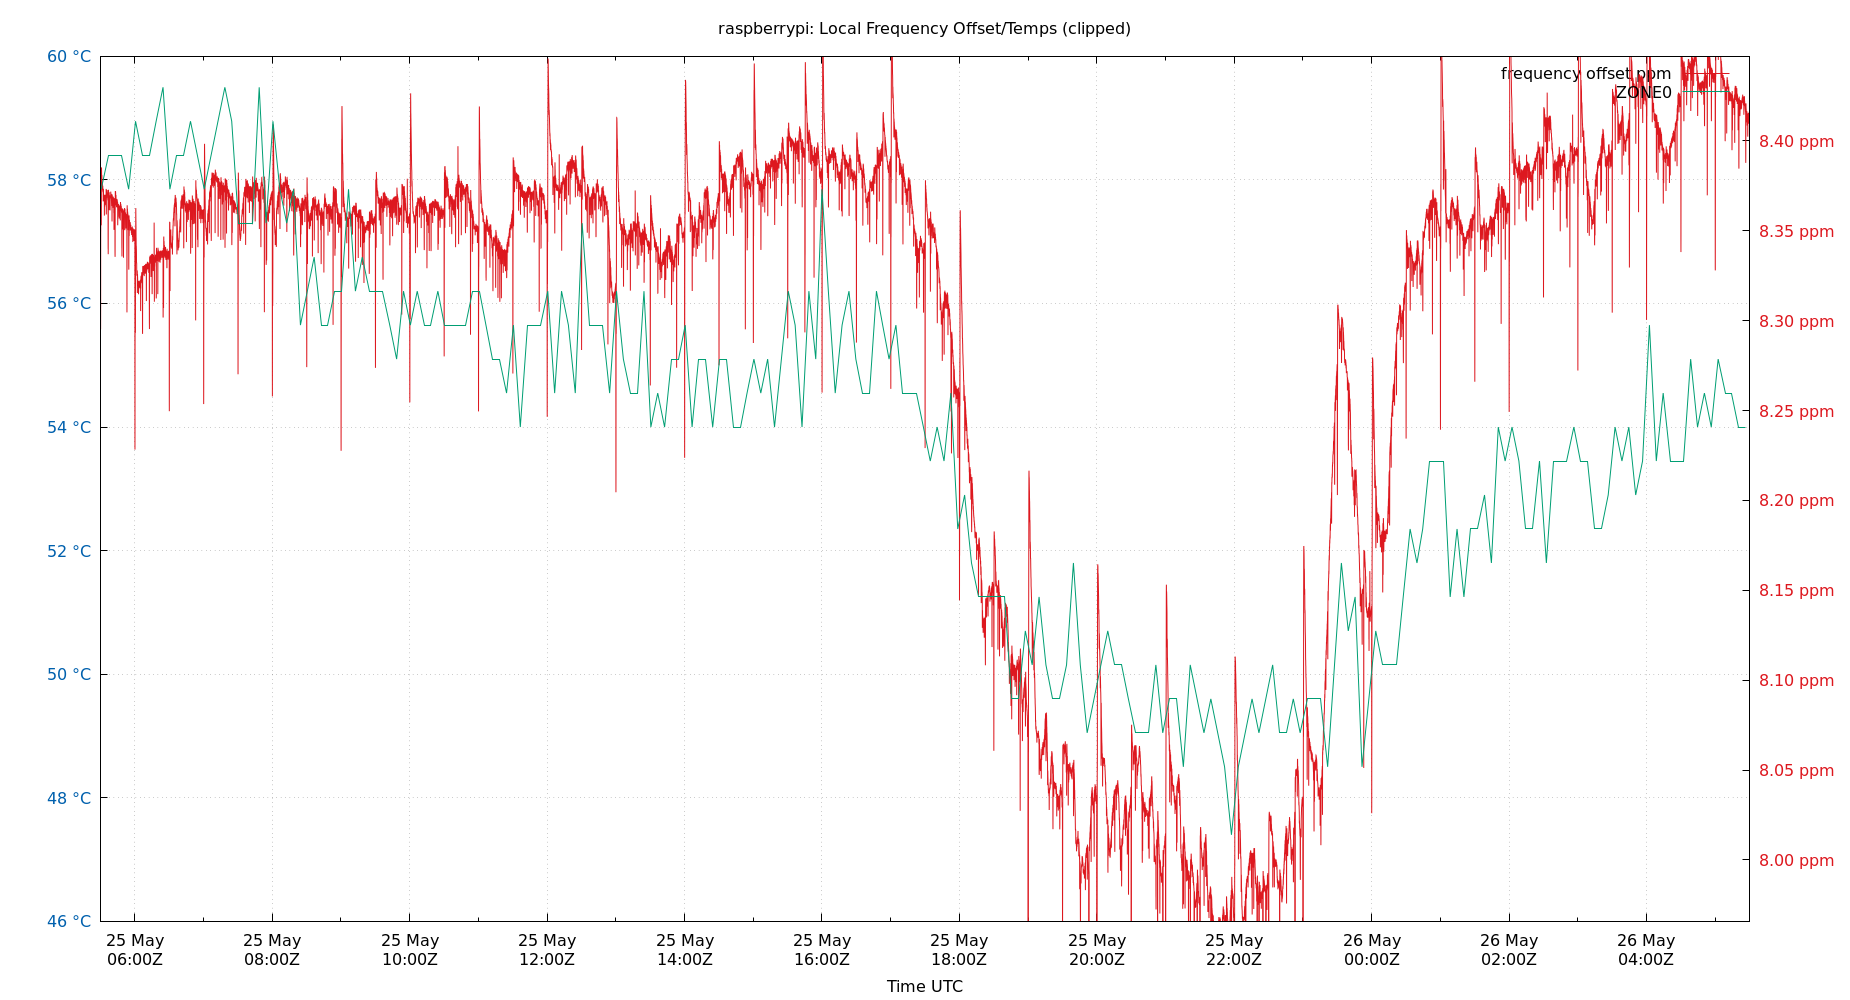 raspberrypi: Local Frequency Offset/Temps (clipped)
60 °C
58 °C
56 °C
54 °C
52 °C
50 °C
48 °C
46 °C
frequency offset ppm
ZONE0
8.40 ppm
8.35 ppm
8.30 ppm
8.25 ppm
8.20 ppm
8.15 ppm
8.10 ppm
8.05 ppm
8.00 ppm
25 May 25 May 25 May 25 May 25 May 25 May 25 May 25 May 25 May 26 May 26 May 26 May
06:00Z 08:00Z 10:00Z 12:00Z 14:00Z 16:00Z 18:00Z 20:00Z 22:00Z 00:00Z 02:00Z 04:00Z
Time UTC